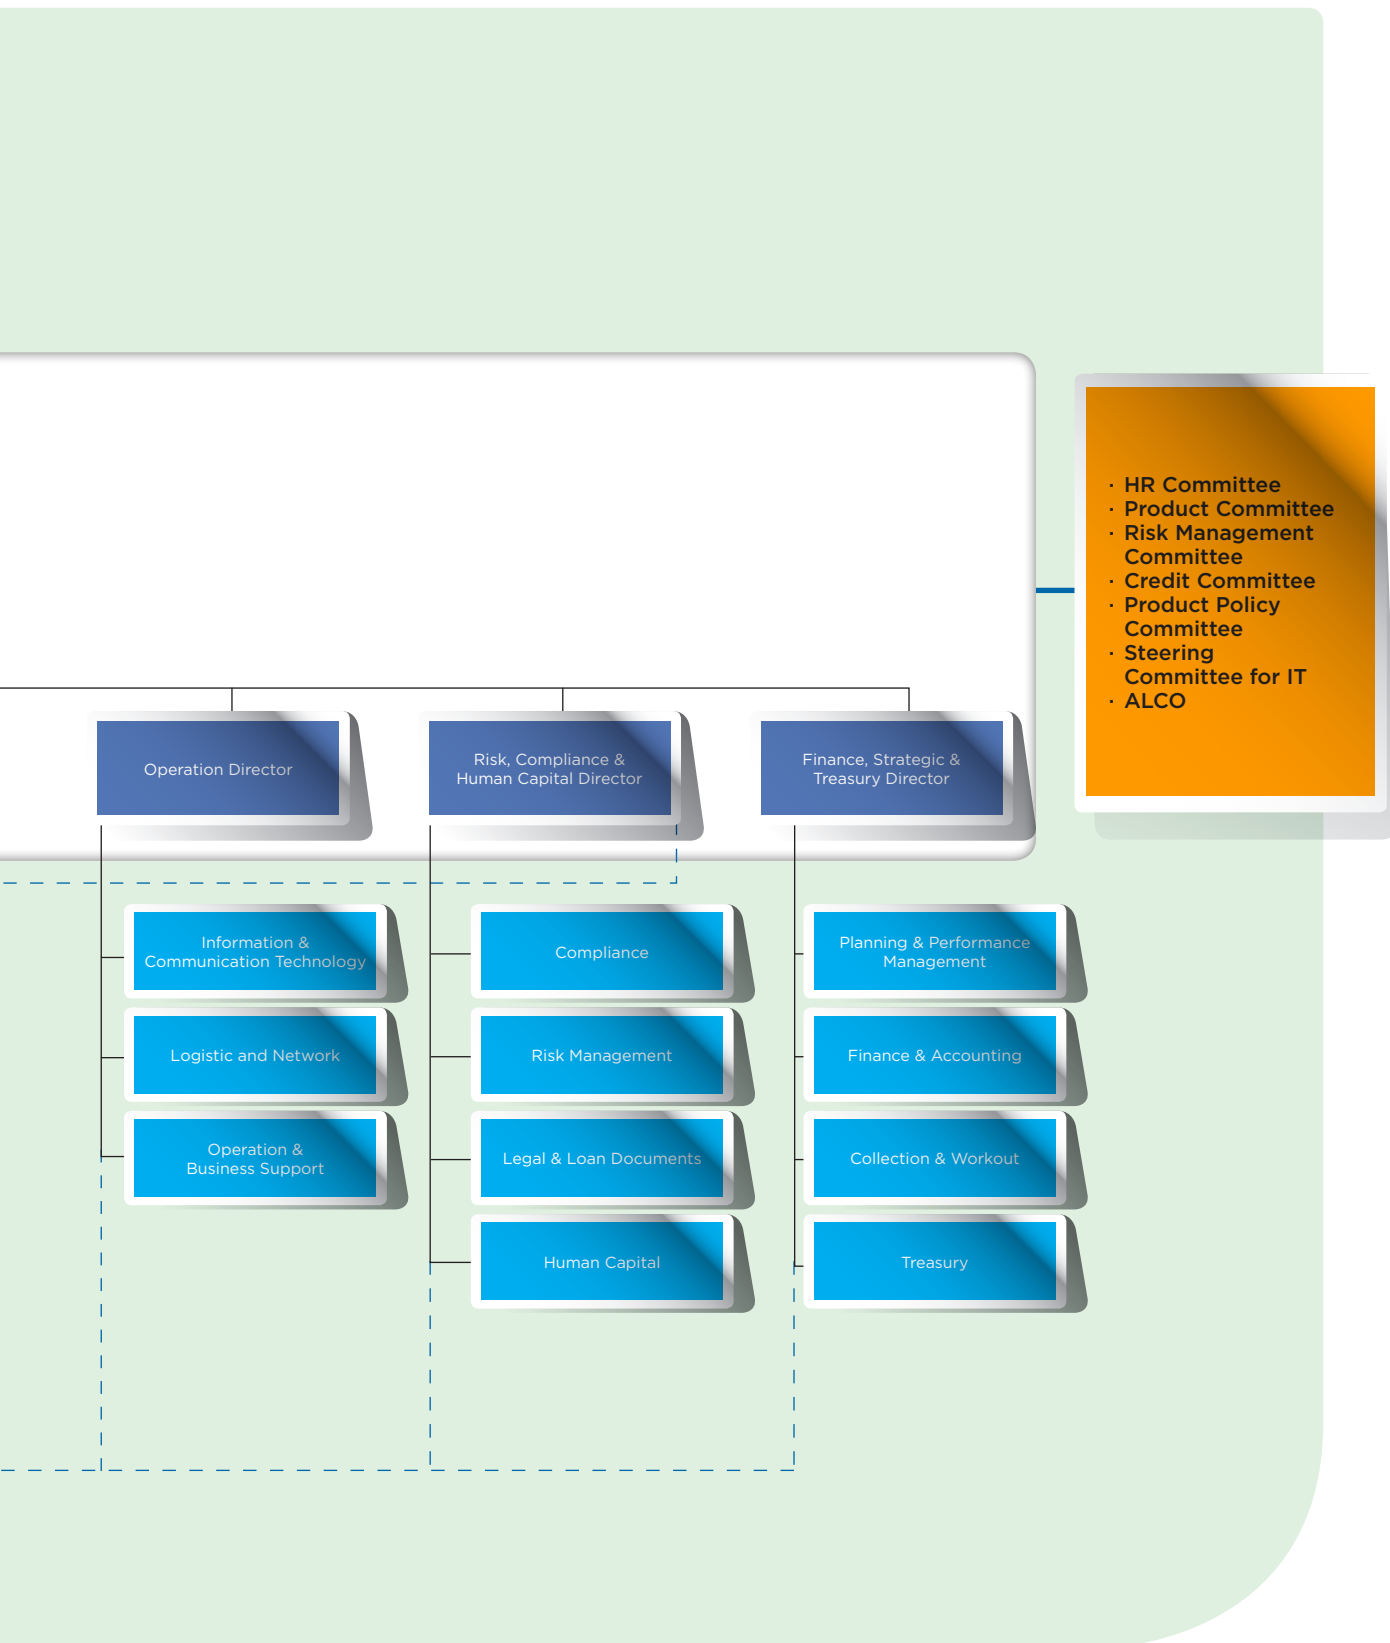 · HR Committee
· Product Committee
· Risk Management
Committee
· Credit Committee
· Product Policy
Committee
· Steering
Committee for IT
· ALCO
Operation Director
Risk, Compliance &
Human Capital Director
Finance, Strategic &
Treasury Director
Information &
Communication Technology
Logistic and Network
Operation &
Business Support
Compliance
Risk Management
Legal & Loan Documents
Human Capital
Planning & Performance
Management
Finance & Accounting
Collection & Workout
Treasury